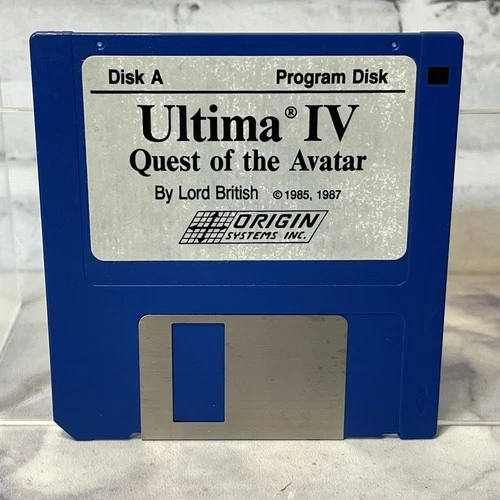 Disk A Program Disk
Ultima® IV
Quest of the Avatar
By Lord British ©1985, 1987
ORIGIN
SYSTEMS INC.